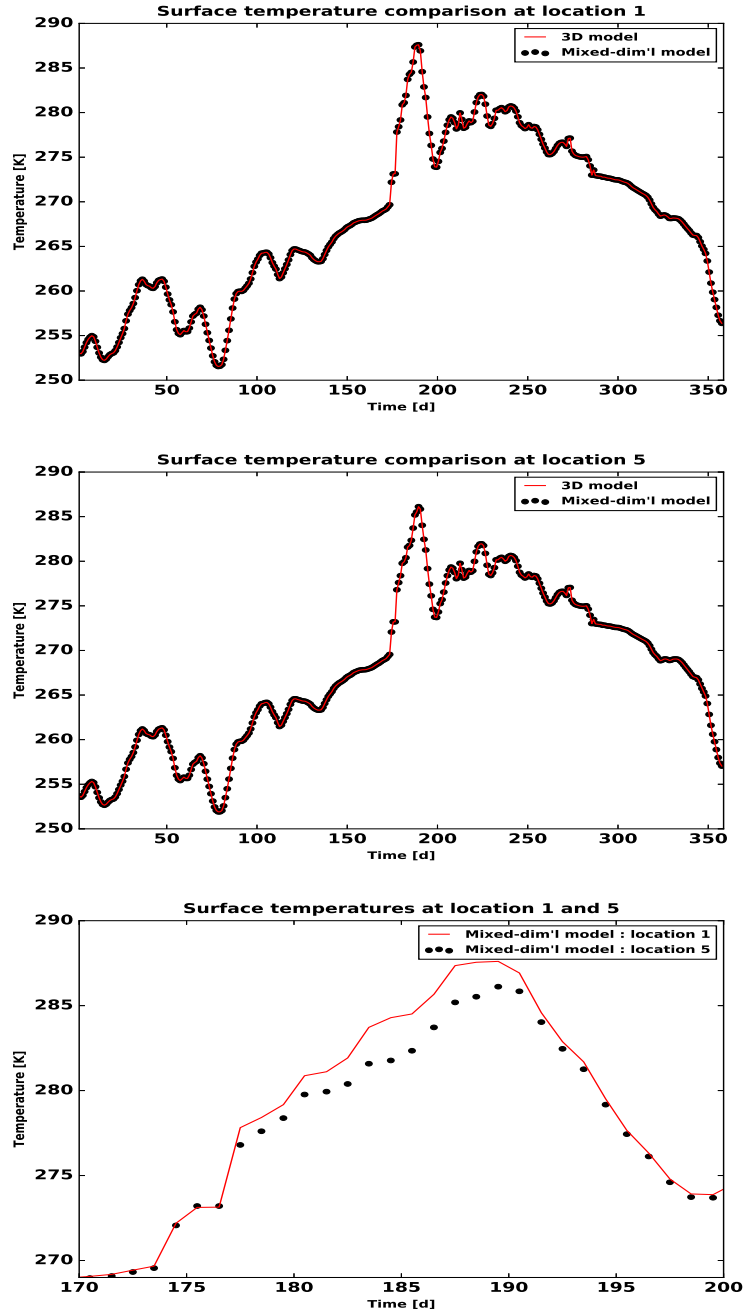 Surface temperature comparison at location 1
290
285
280
275
270
265
260
255
250
Temperature [K]
3D model
Mixed-dim'l model
50 100 150 200 250 300 350
Time [d]
Surface temperature comparison at location 5
290
285
280
275
270
265
260
255
250
Temperature [K]
3D model
Mixed-dim'l model
50 100 150 200 250 300 350
Time [d]
Surface temperatures at location 1 and 5
290
285
280
275
270
Temperature [K]
Mixed-dim'l model : location 1
Mixed-dim'l model : location 5
170 175 180 185 190 195 200
Time [d]